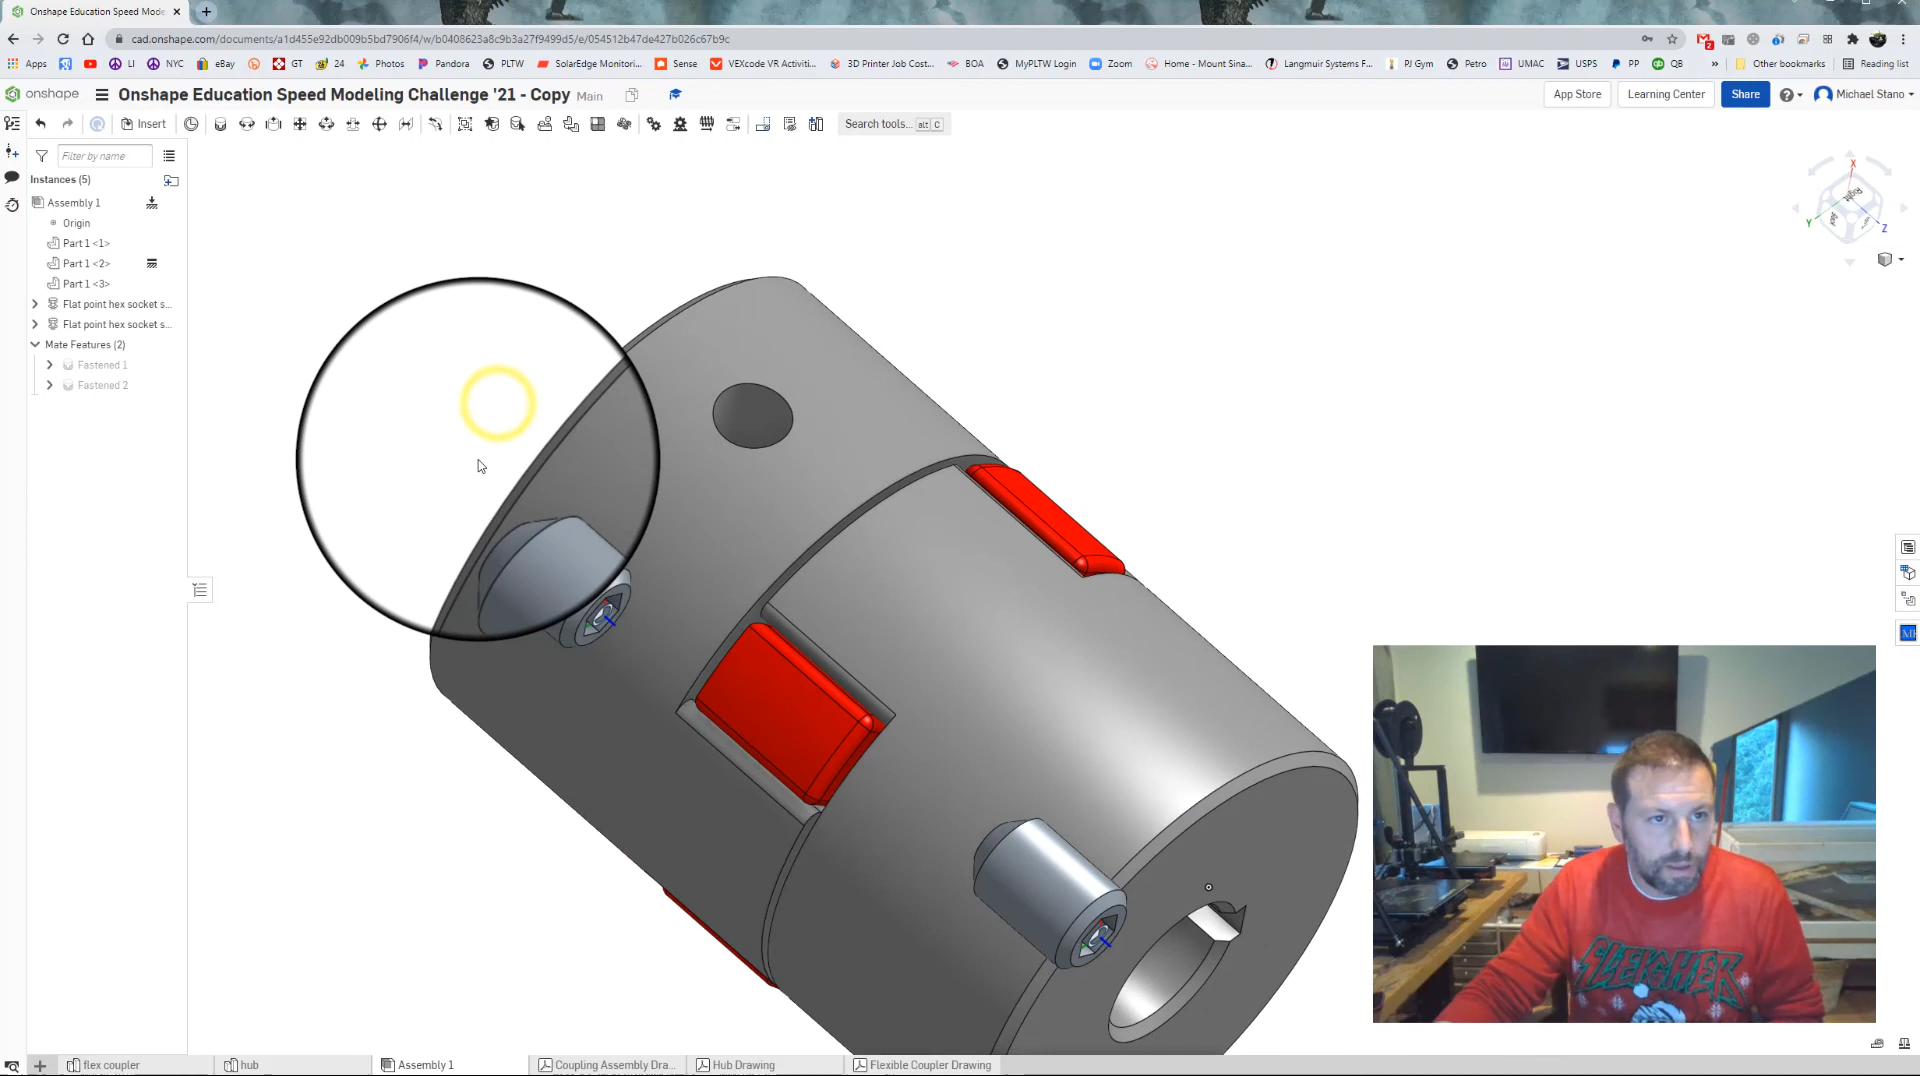 Onshape Education Speed Mode
cad.onshape.com/documents/a1d455e92db009b5bd7906f4/w/b0408623a8c9b3a27f9499d5/e/054512b47de427b026c67b9c
Apps LI NYC eBay GT 24 Photos Pandora PLTW SolarEdge Monitori... Sense VEXcode VR Activiti... 3D Printer Job Cost... BOA MyPLTW Login Zoom Home - Mount Sina... Langmuir Systems F... PJ Gym Petro UMAC USPS PP QB » Other bookmarks Reading list
onshape Onshape Education Speed Modeling Challenge '21 - Copy Main App Store Learning Center Share Michael Stano
Insert Search tools... alt C
Filter by name
Instances (5)
Assembly 1
Origin
Part 1 <1>
Part 1 <2>
Part 1 <3>
Flat point hex socket s...
Flat point hex socket s...
Mate Features (2)
Fastened 1
Fastened 2
X
Y
Z
Right
SLEIGHER
flex coupler hub Assembly 1 Coupling Assembly Dra... Hub Drawing Flexible Coupler Drawing